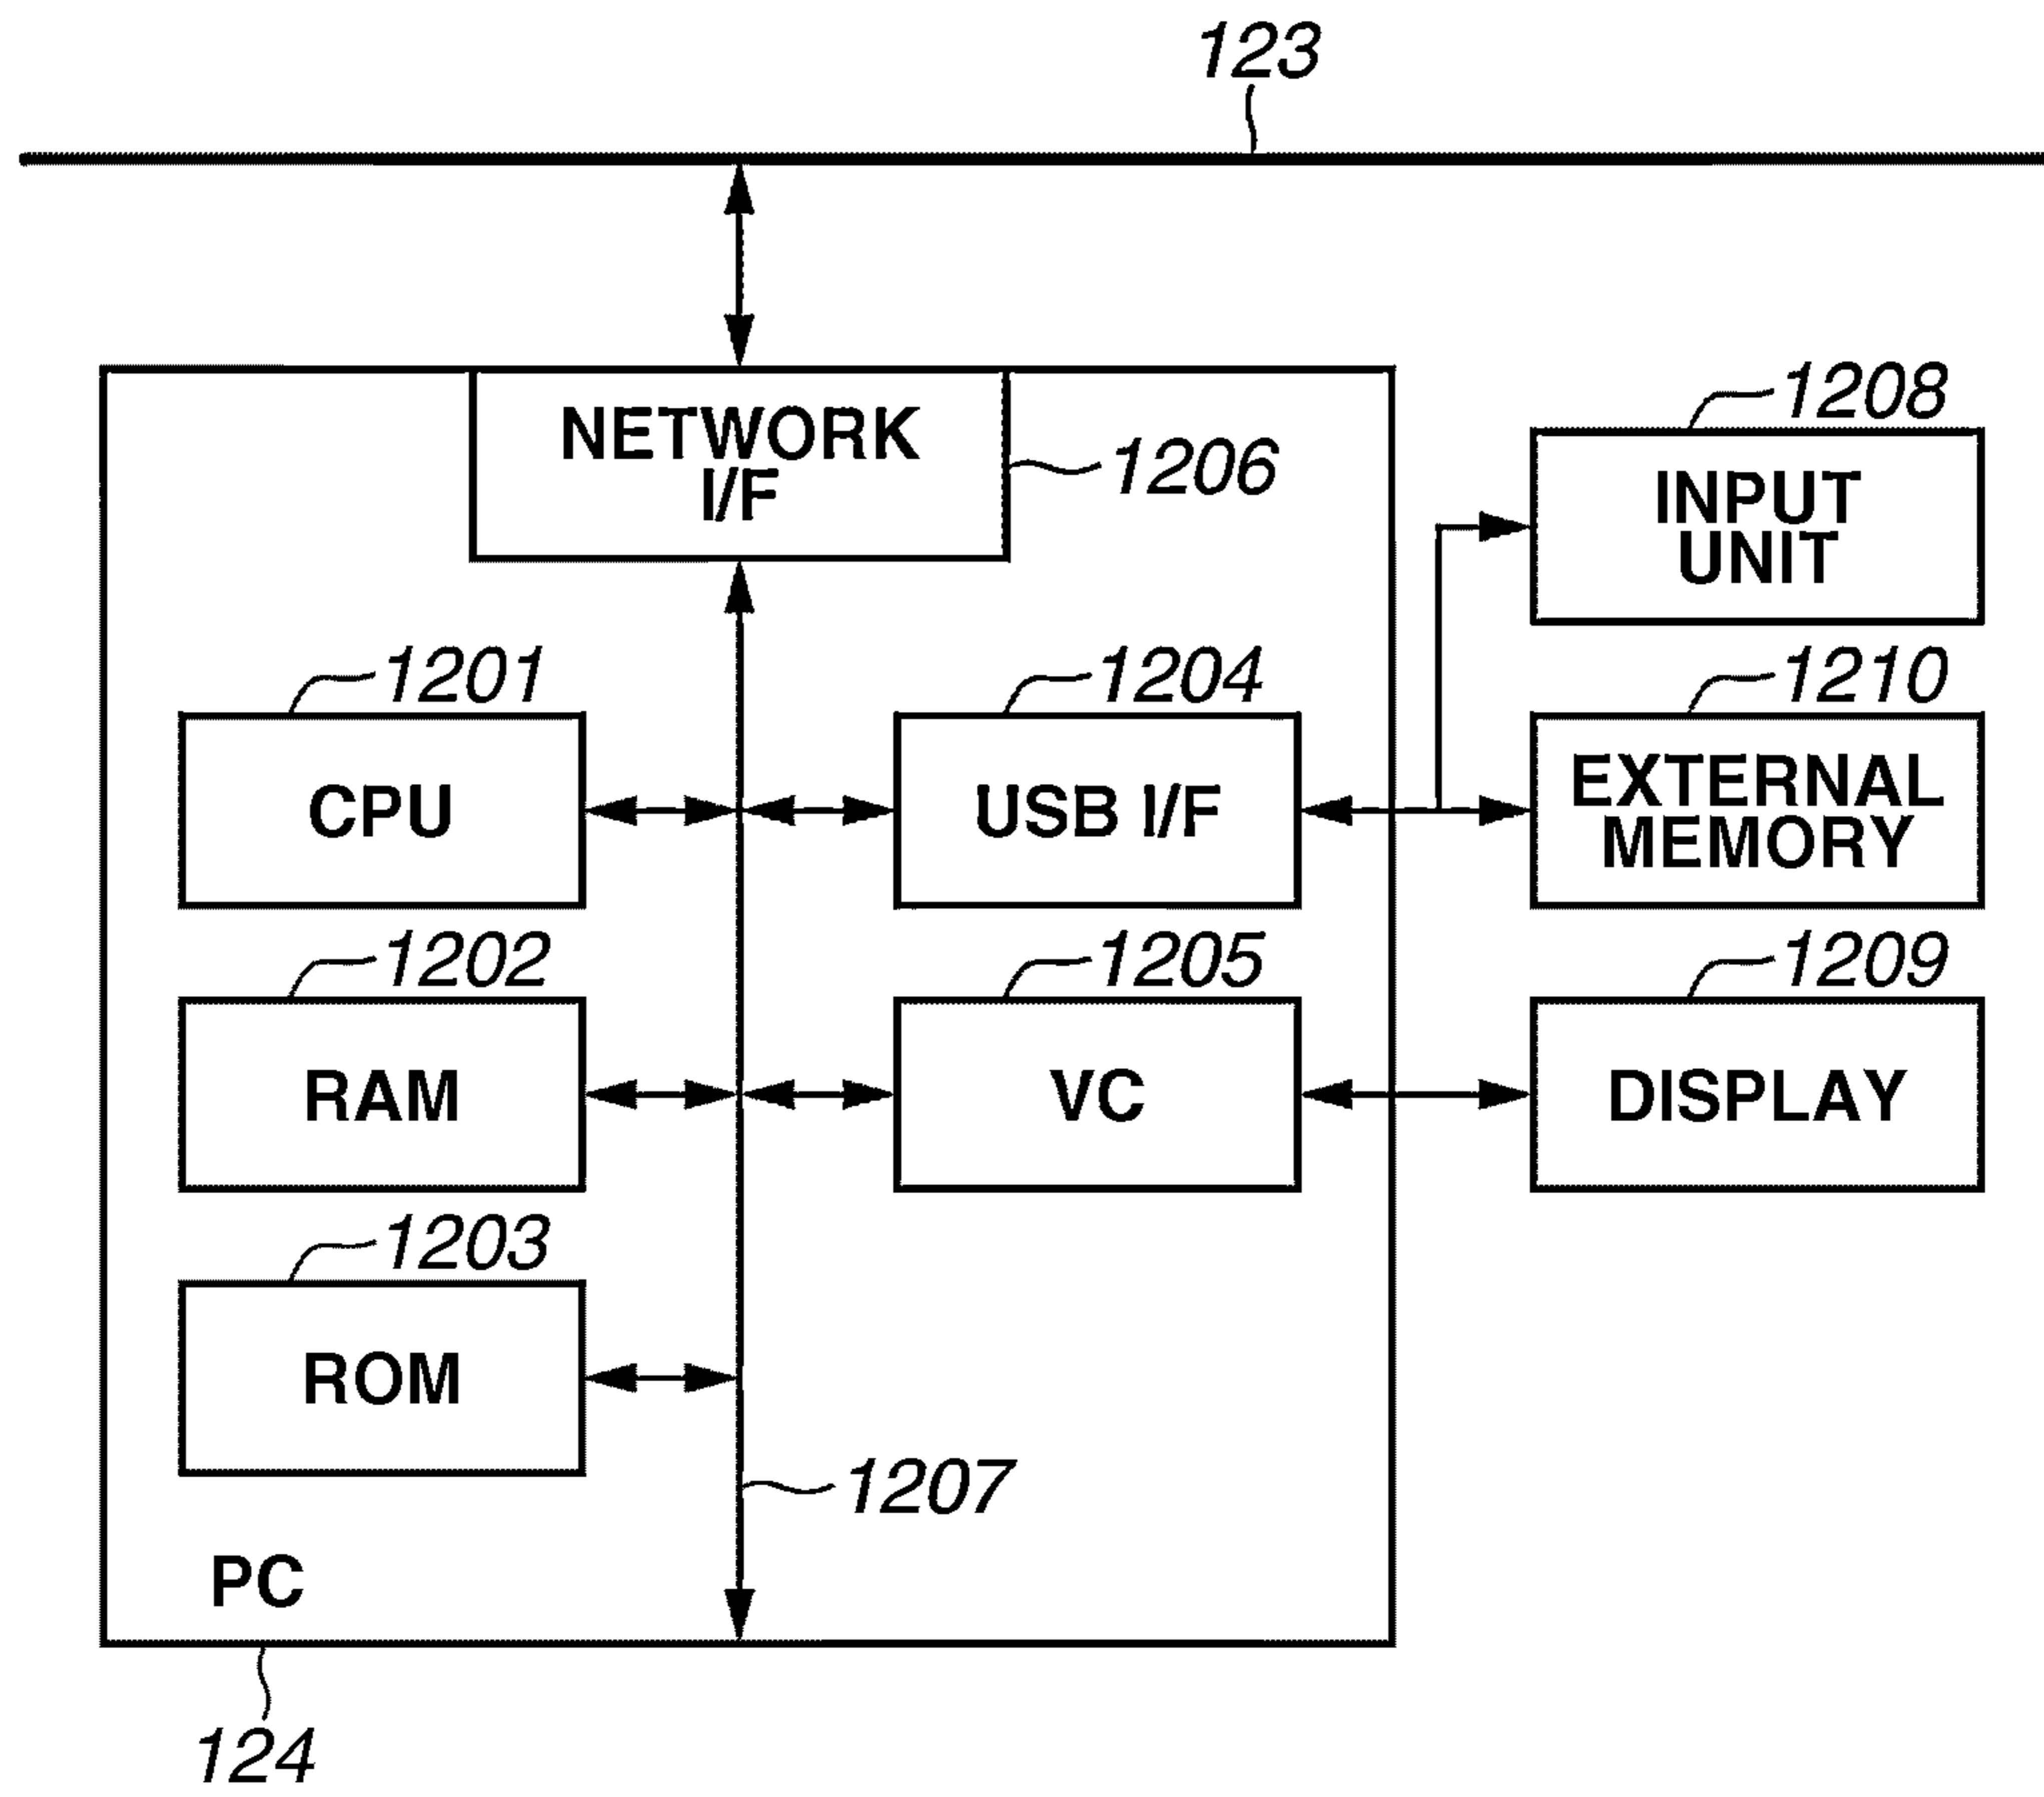 123
NETWORK
I/F
1206
1208
INPUT
UNIT
1201
1204
1210
CPU
USB I/F
EXTERNAL
MEMORY
1202
1205
1209
RAM
VC
DISPLAY
1203
ROM
1207
PC
124